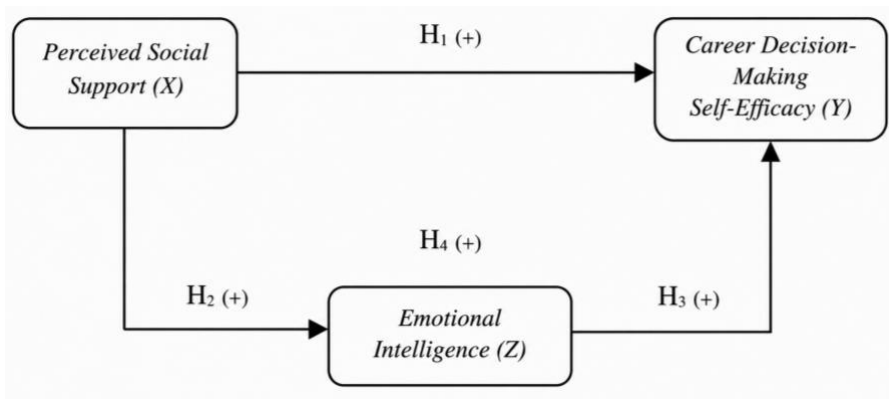 Perceived Social
Support (X)
H₁ (+)
Career Decision-
Making
Self-Efficacy (Y)
H₄ (+)
H₂ (+)
Emotional
Intelligence (Z)
H₃ (+)